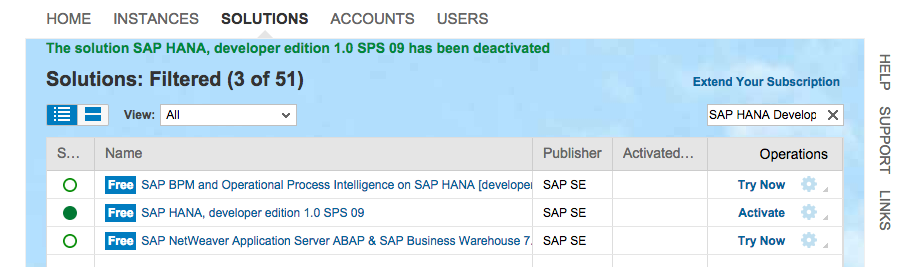 HOME INSTANCES SOLUTIONS ACCOUNTS USERS
The solution SAP HANA, developer edition 1.0 SPS 09 has been deactivated
Solutions: Filtered (3 of 51)
Extend Your Subscription
View: All
SAP HANA Develop
S... Name Publisher Activated... Operations
Free SAP BPM and Operational Process Intelligence on SAP HANA [develope SAP SE Try Now
Free SAP HANA, developer edition 1.0 SPS 09 SAP SE Activate
Free SAP NetWeaver Application Server ABAP & SAP Business Warehouse 7. SAP SE Try Now
HELP
SUPPORT
LINKS